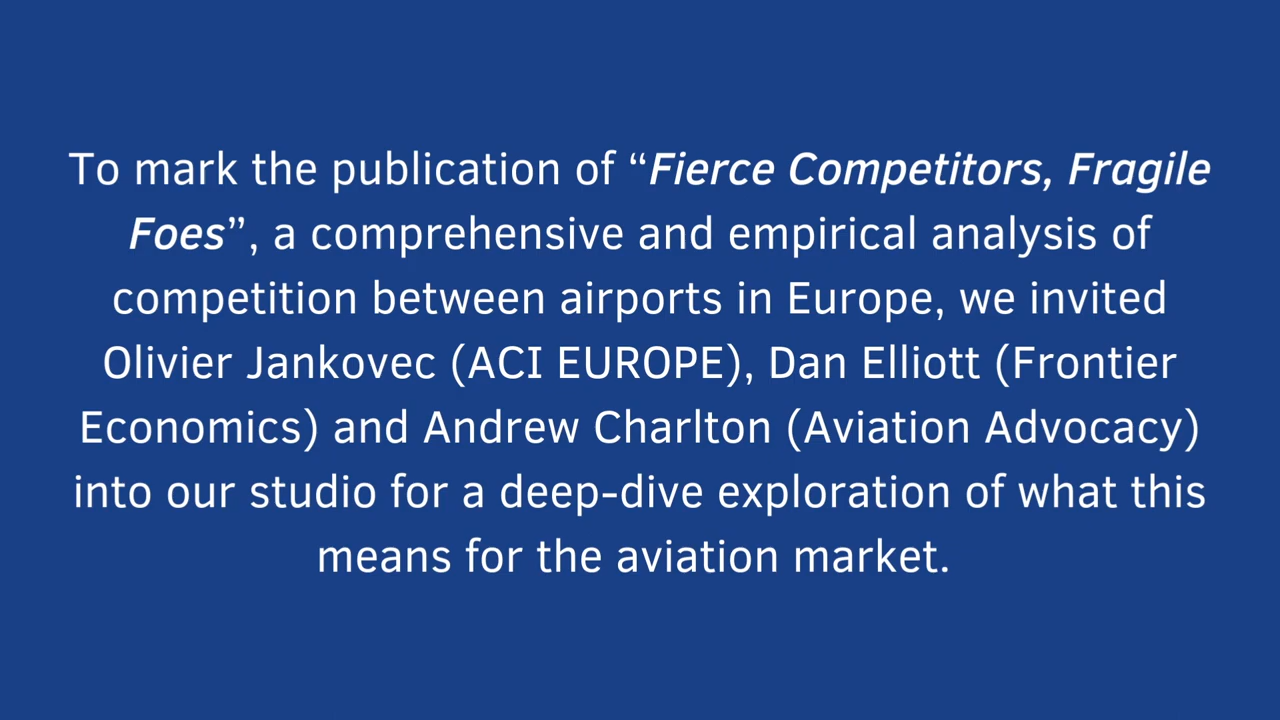 To mark the publication of “Fierce Competitors, Fragile
Foes”, a comprehensive and empirical analysis of
competition between airports in Europe, we invited
Olivier Jankovec (ACI EUROPE), Dan Elliott (Frontier
Economics) and Andrew Charlton (Aviation Advocacy)
into our studio for a deep-dive exploration of what this
means for the aviation market.